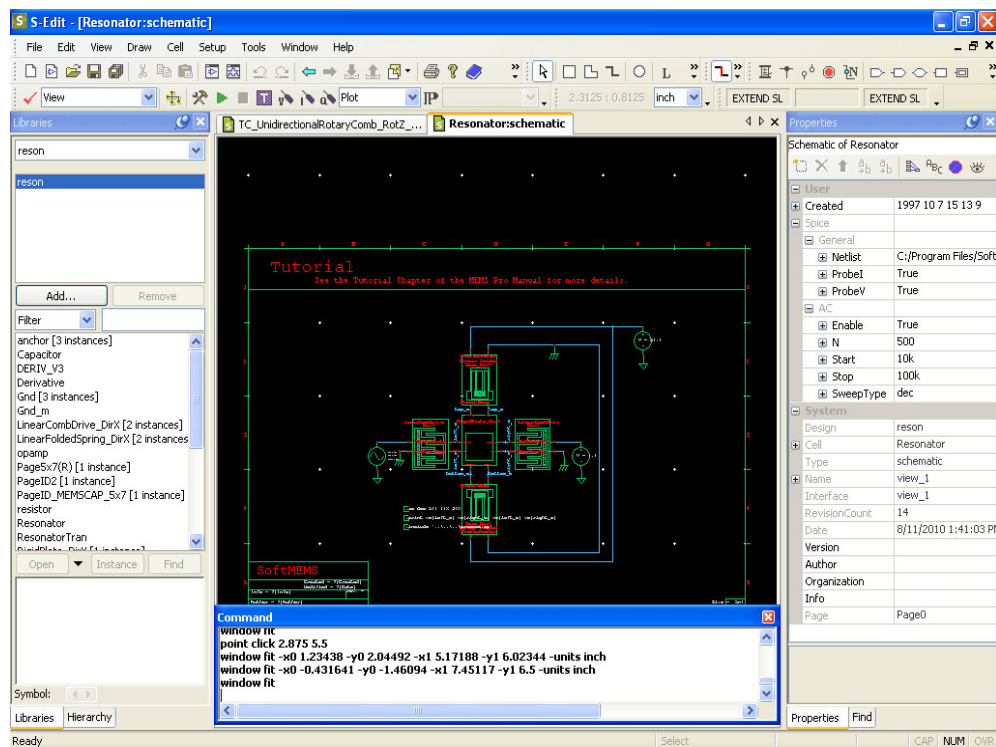 S-Edit - [Resonator:schematic]
File Edit View Draw Cell Setup Tools Window Help
View Plot 2.3125 : 0.8125 inch EXTEND SL EXTEND SL
Libraries
TC_UnidirectionalRotaryComb_RotZ_... Resonator:schematic
Properties
reson
Schematic of Resonator
reson
Add... Remove
Filter
anchor [3 instances]
Capacitor
DERIV_V3
Derivative
Gnd [3 instances]
Gnd_m
LinearCombDrive_DirX [2 instances]
LinearFoldedSpring_DirX [2 instances
opamp
Page5x7(R) [1 instance]
PageID2 [1 instance]
PageID_MEMSCAP_5x7 [1 instance]
resistor
Resonator
ResonatorTran
RigidPlate_DirX [1 instance]
Open Instance Find
Symbol:
Libraries Hierarchy
Tutorial
See the Tutorial Chapter of the MEMS Pro Manual for more details.
SoftMEMS
Command
window fit
point click 2.875 5.5
window fit -x0 1.23438 -y0 2.04492 -x1 5.17188 -y1 6.02344 -units inch
window fit -x0 -0.431641 -y0 -1.46094 -x1 7.45117 -y1 6.5 -units inch
window fit
User
Created 1997 10 7 15 13 9
Spice
General
Netlist C:/Program Files/Soft
ProbeI True
ProbeV True
AC
Enable True
N 500
Start 10k
Stop 100k
SweepType dec
System
Design reson
Cell Resonator
Type schematic
Name view_1
Interface view_1
RevisionCount 14
Date 8/11/2010 1:41:03 PM
Version
Author
Organization
Info
Page Page0
Properties Find
Ready Select CAP NUM OVR